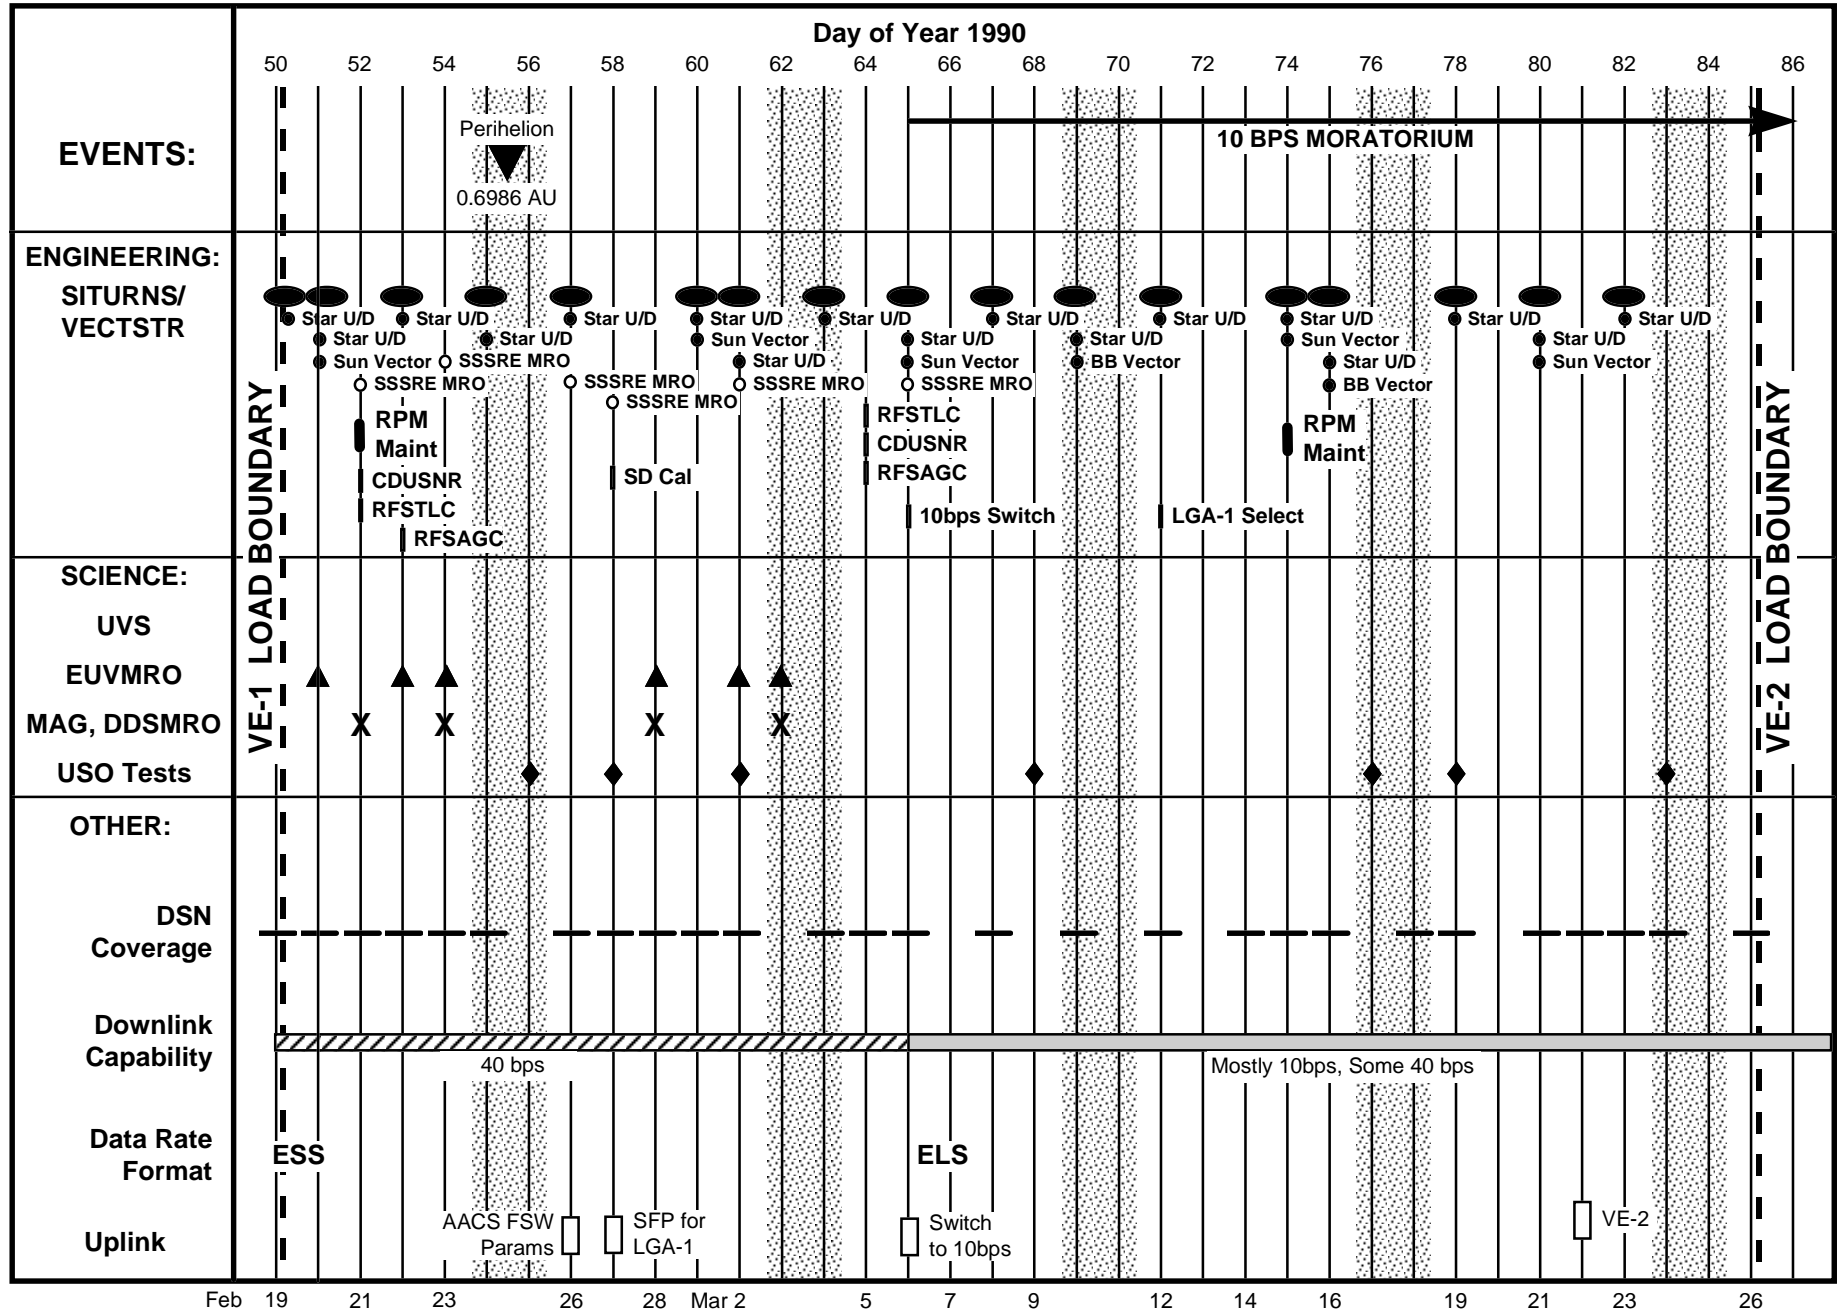 Day of Year 1990
50 52 54 56 58 60 62 64 66 68 70 72 74 76 78 80 82 84 86
EVENTS:
Perihelion
0.6986 AU
10 BPS MORATORIUM
ENGINEERING:
SITURNS/
VECTSTR
Star U/D Star U/D Star U/D Star U/D Star U/D Star U/D Star U/D Star U/D Star U/D Star U/D Star U/D
Star U/D Star U/D Sun Vector Star U/D Star U/D Sun Vector Star U/D
Sun Vector SSSRE MRO Star U/D Sun Vector BB Vector Star U/D Sun Vector
SSSRE MRO SSSRE MRO SSSRE MRO SSSRE MRO BB Vector
SSSRE MRO
RPM
Maint
CDUSNR
RFSTLC
RFSAGC
SD Cal
RFSTLC
CDUSNR
RFSAGC
10bps Switch
LGA-1 Select
RPM
Maint
VE-1 LOAD BOUNDARY
VE-2 LOAD BOUNDARY
SCIENCE:
UVS
EUVMRO
MAG, DDSMRO
X X X X
USO Tests
OTHER:
DSN
Coverage
Downlink
Capability
40 bps
Mostly 10bps, Some 40 bps
Data Rate
Format
ESS
ELS
Uplink
AACS FSW
Params
SFP for
LGA-1
Switch
to 10bps
VE-2
Feb 19 21 23 26 28 Mar 2 5 7 9 12 14 16 19 21 23 26